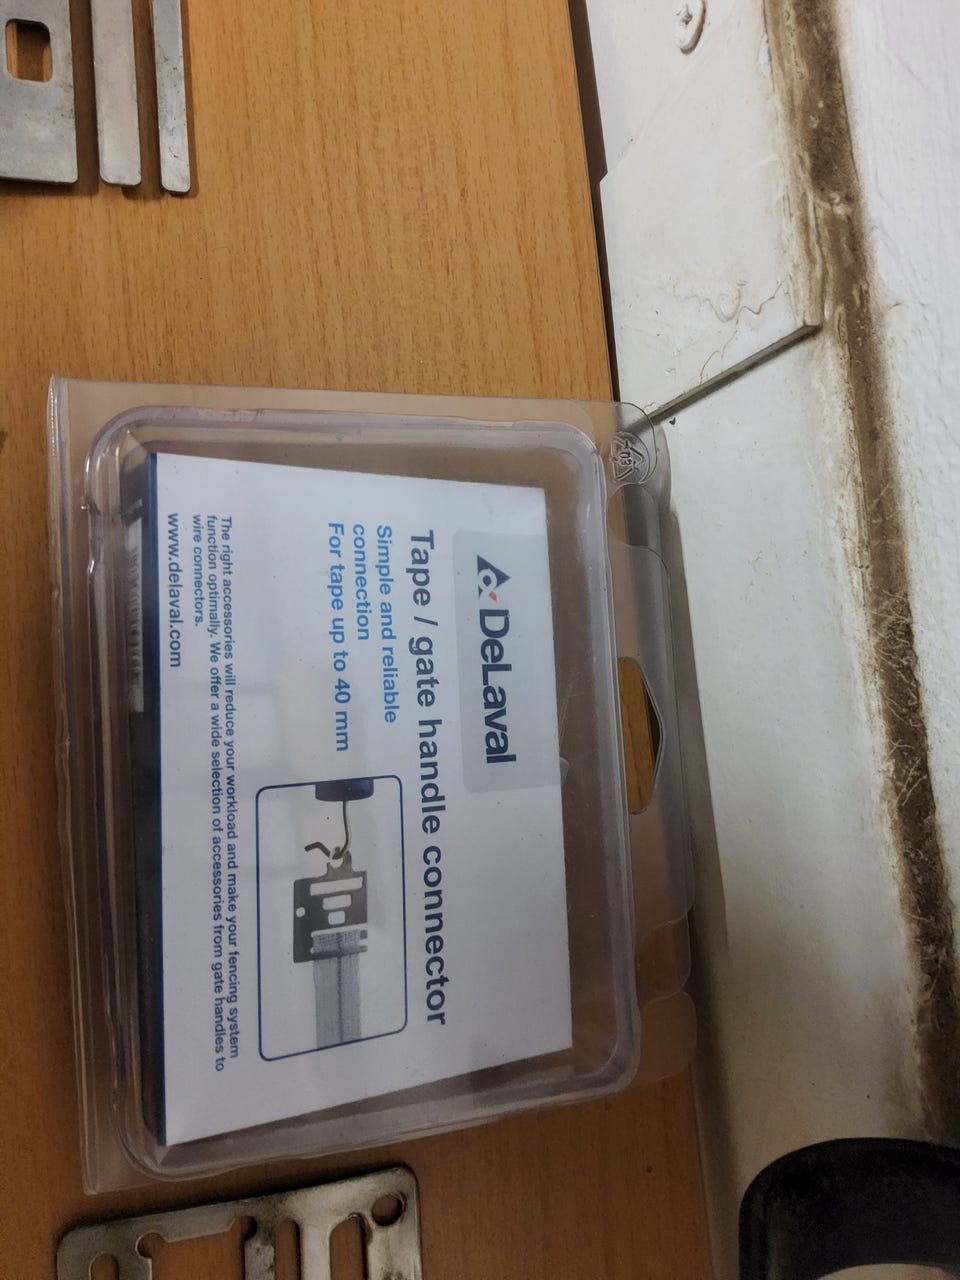 DeLaval
Tape / gate handle connector
Simple and reliable
connection
For tape up to 40 mm
The right accessories will reduce your workload and make your fencing system
function optimally. We offer a wide selection of accessories from gate handles to
wire connectors.
www.delaval.com
03